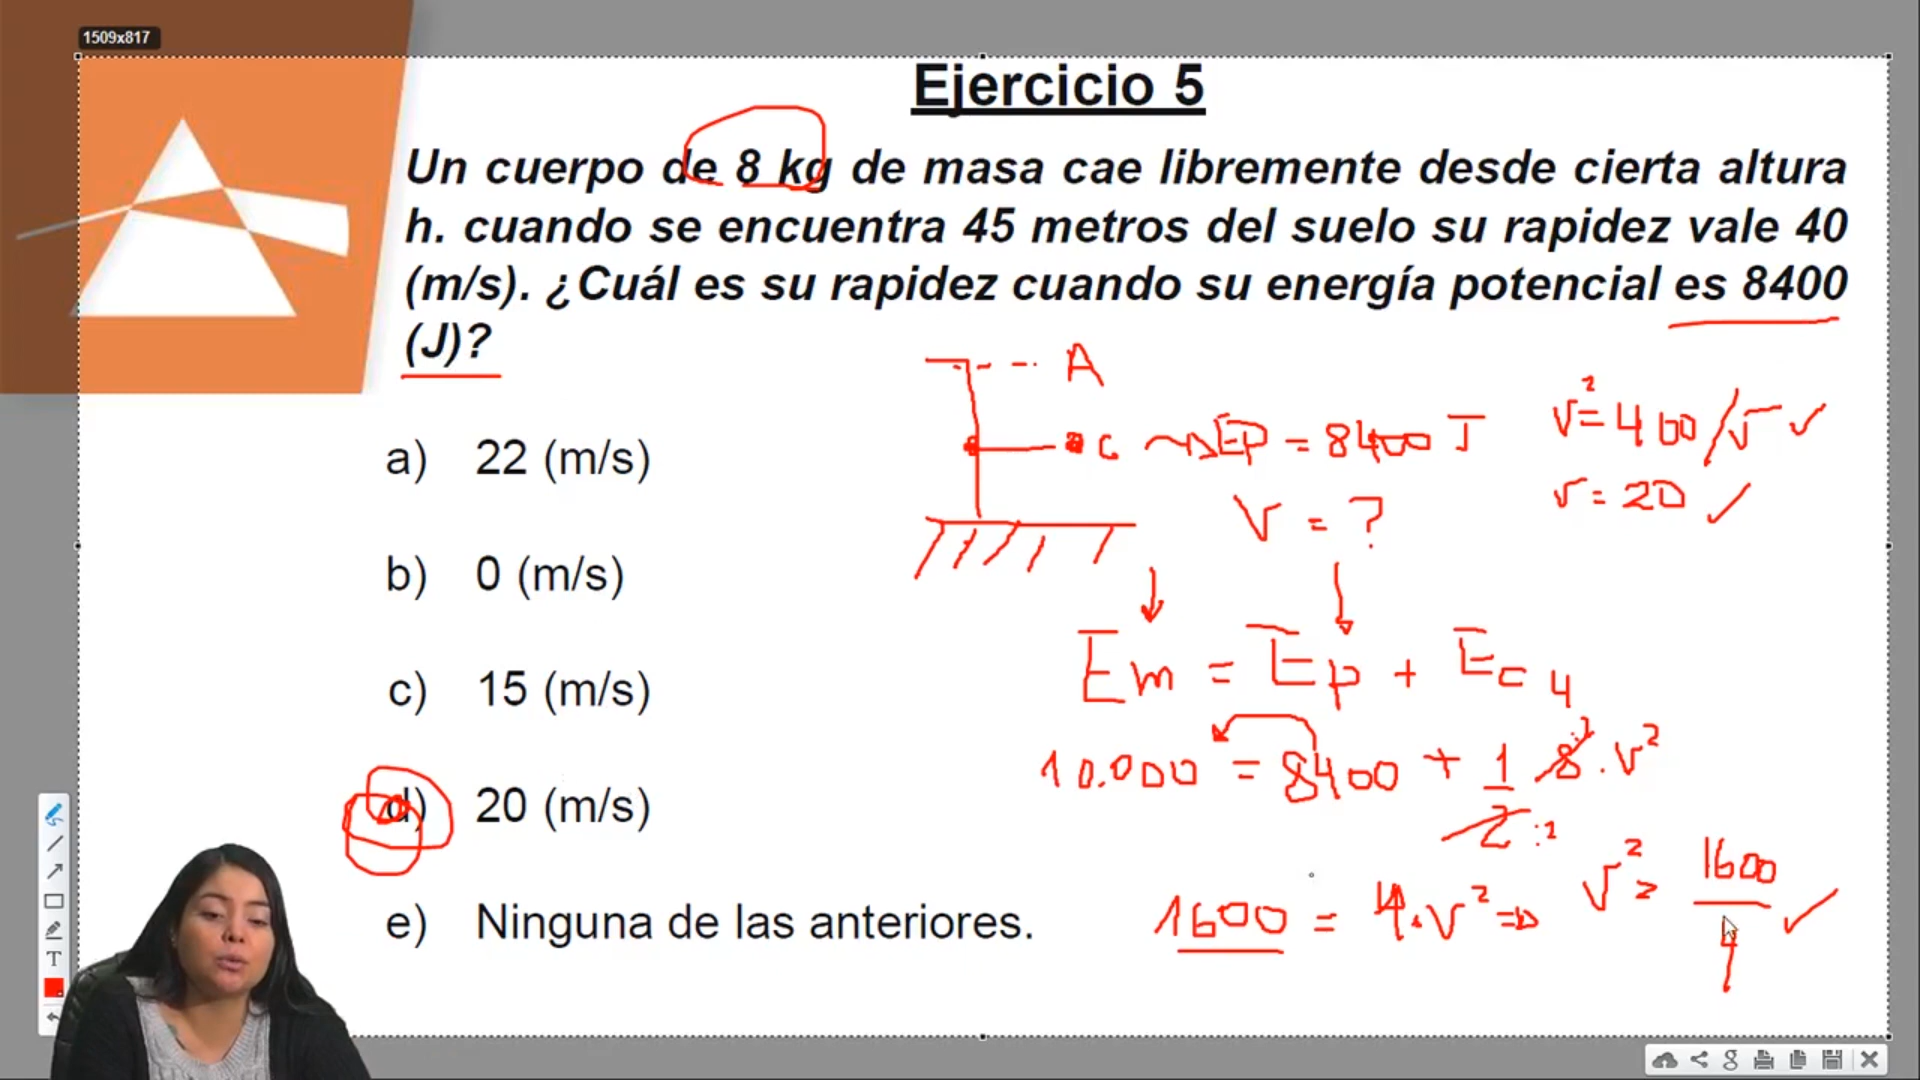 1509x817
Ejercicio 5
Un cuerpo de 8 kg de masa cae libremente desde cierta altura
h. cuando se encuentra 45 metros del suelo su rapidez vale 40
(m/s). ¿Cuál es su rapidez cuando su energía potencial es 8400
(J)?
A
C
EP = 8400 J
V = ?
v² = 400 /√ ✓
v = 20 ✓
a) 22 (m/s)
b) 0 (m/s)
c) 15 (m/s)
d) 20 (m/s)
e) Ninguna de las anteriores.
Em = Ep + Ec
4
10.000 = 8400 + 1/2 8 . v²
:2
:2
1600 = 4 . v² ⇒ v² = 1600/4 ✓
T
g